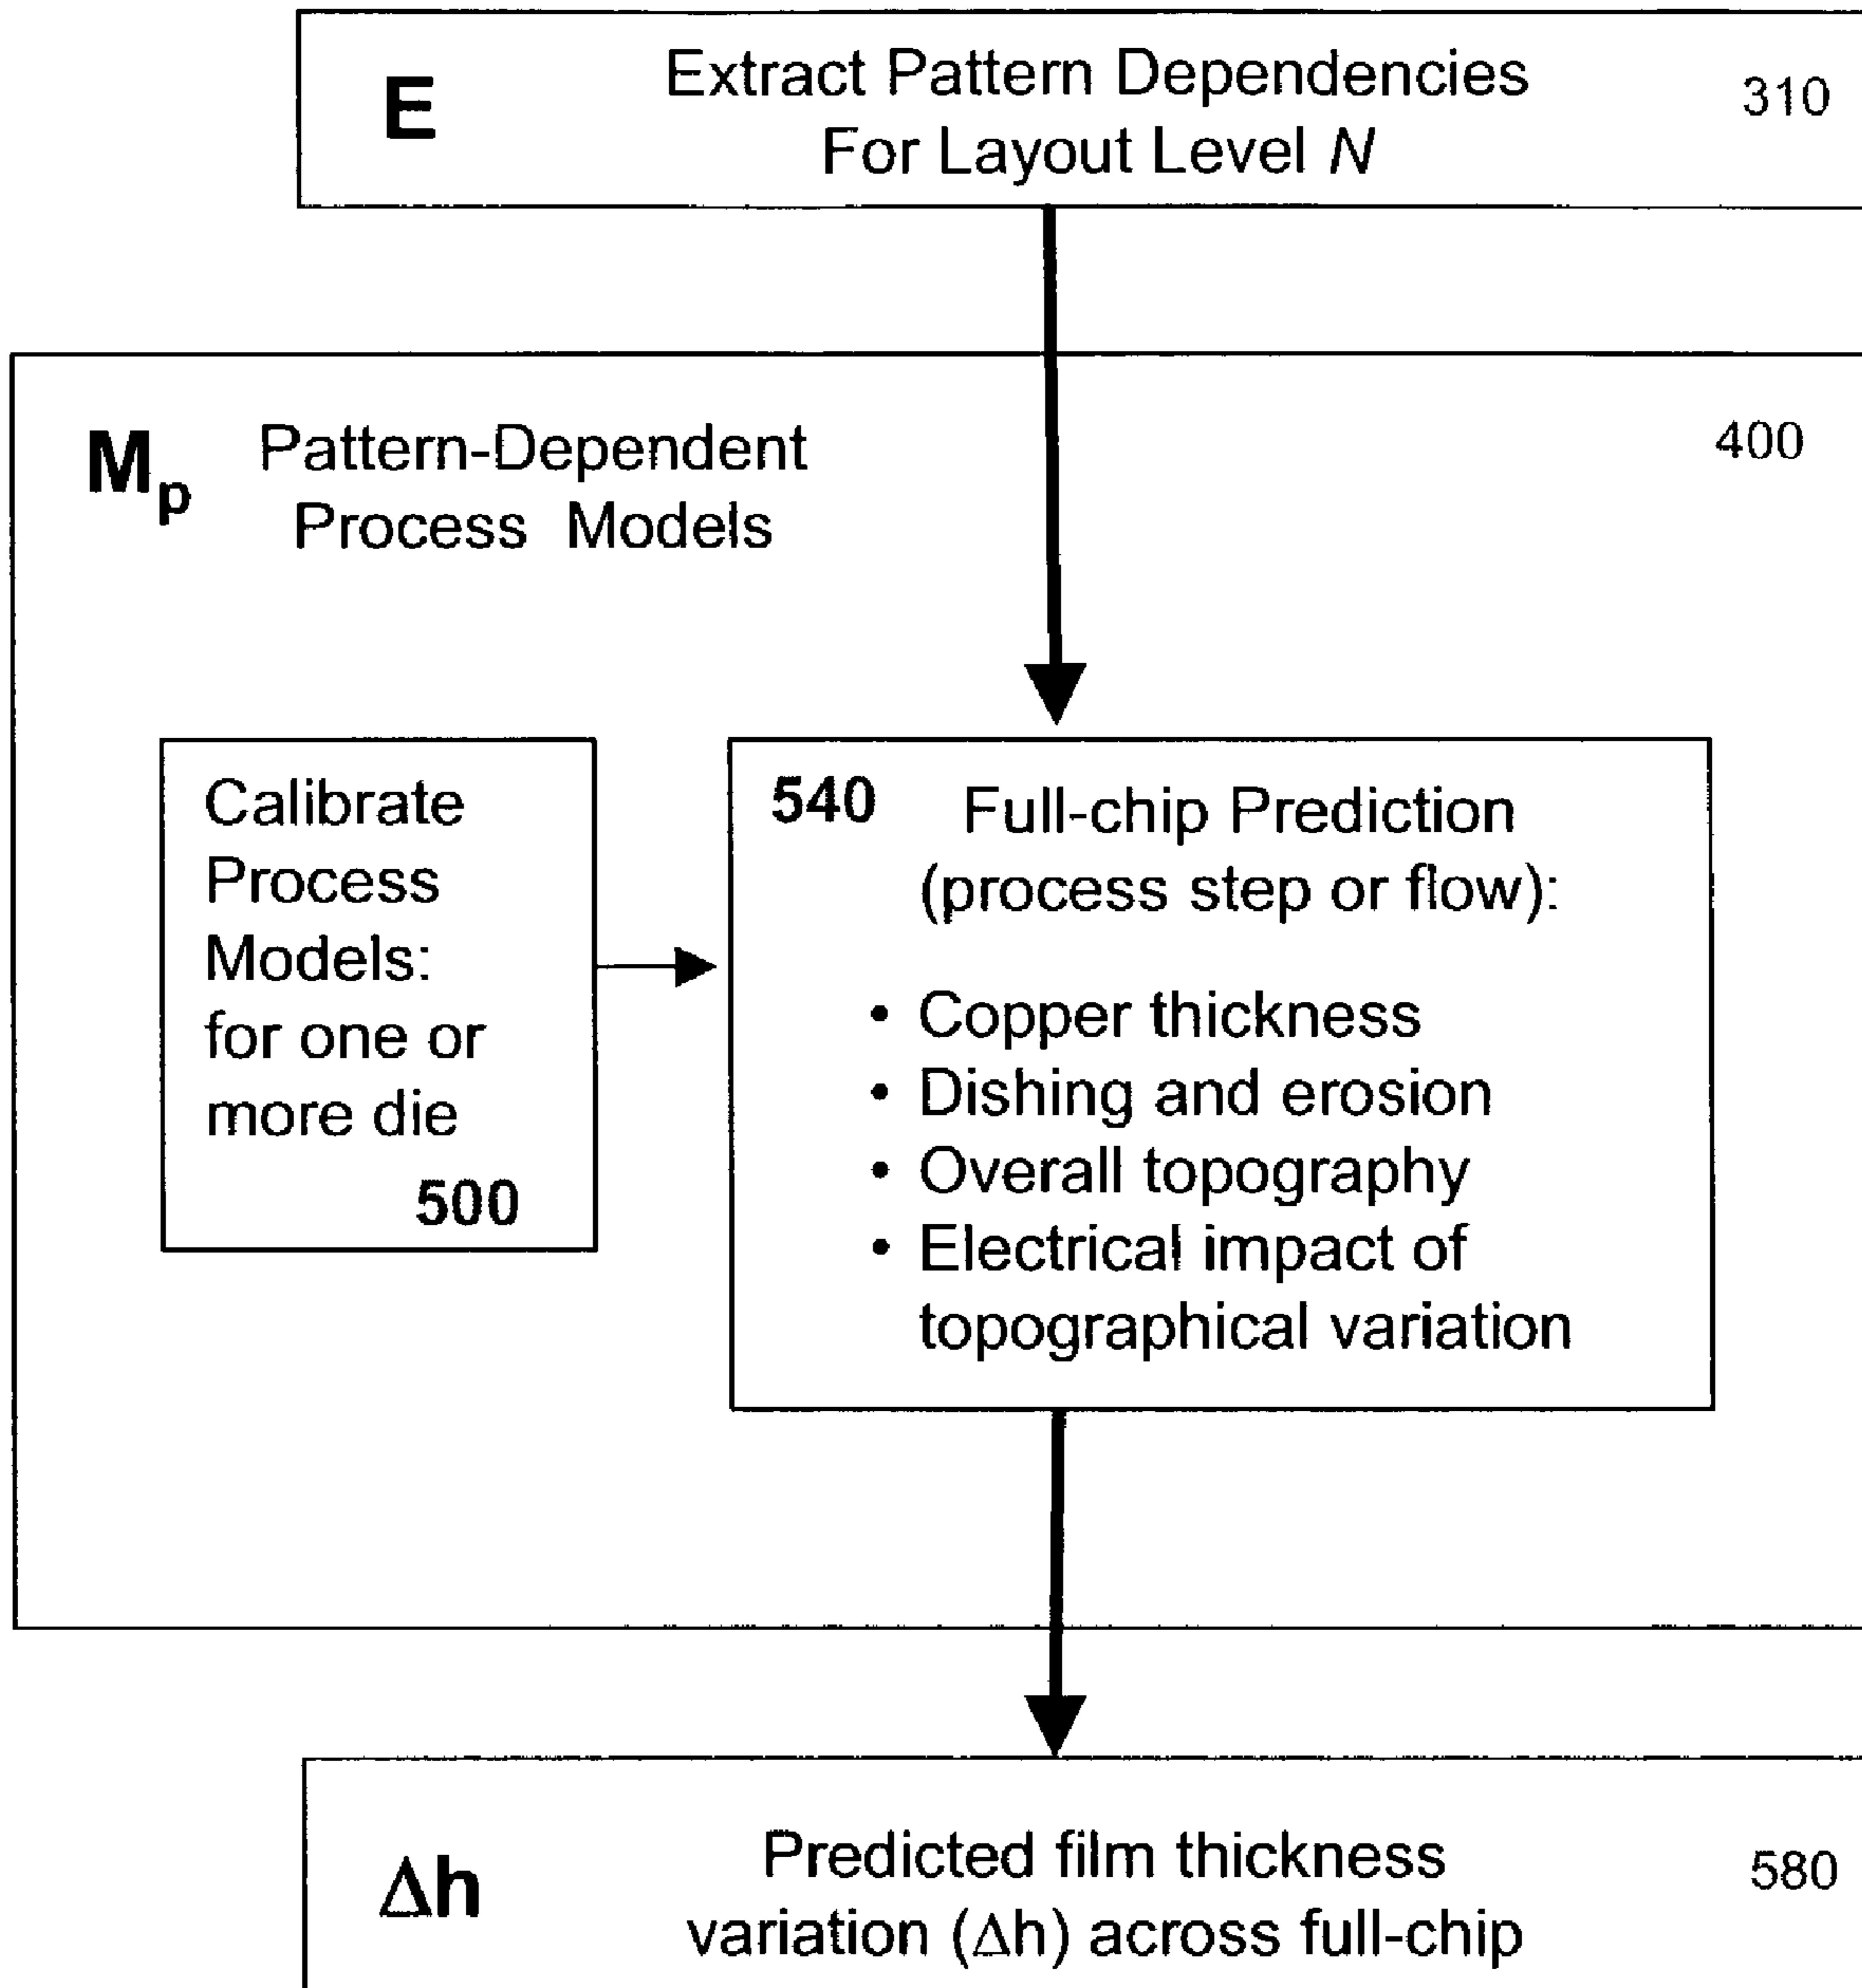 E
Extract Pattern Dependencies
For Layout Level N
310
M_p
Pattern-Dependent
Process Models
400
Calibrate
Process
Models:
for one or
more die
500
540
Full-chip Prediction
(process step or flow):
• Copper thickness
• Dishing and erosion
• Overall topography
• Electrical impact of
topographical variation
Δh
Predicted film thickness
variation (Δh) across full-chip
580